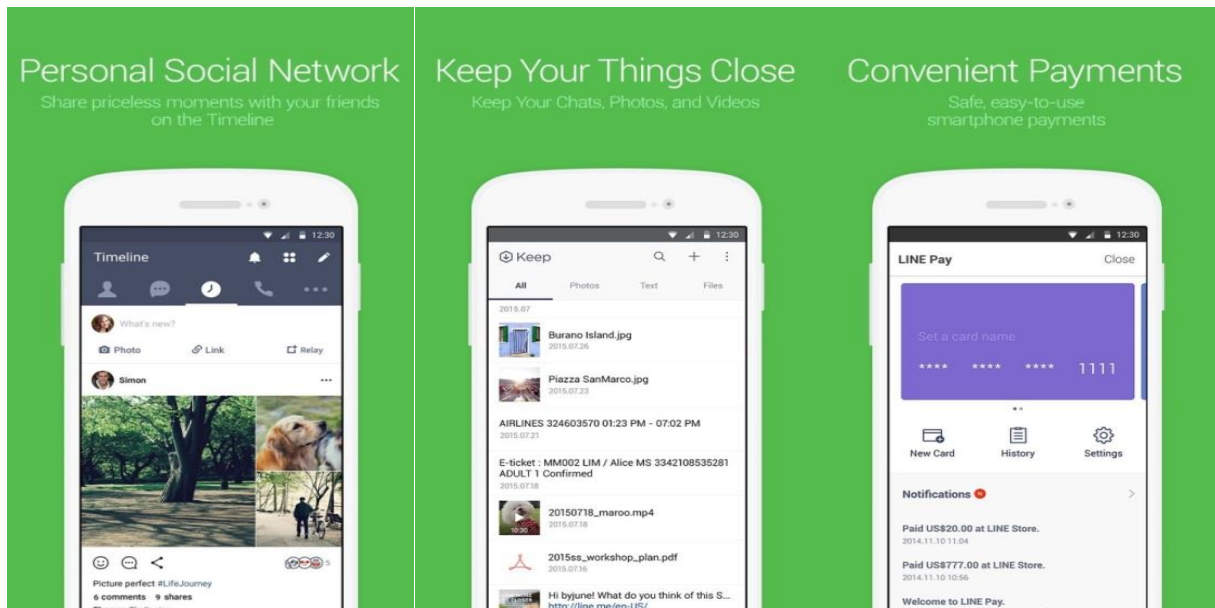 Personal Social Network
Share priceless moments with your friends
on the Timeline
12:30
Timeline
What's new?
Photo
Link
Relay
Simon
5
Picture perfect #LifeJourney
6 comments 9 shares
Keep Your Things Close
Keep Your Chats, Photos, and Videos
12:30
Keep
All
Photos
Text
Files
2015.07
Burano Island.jpg
2015.07.26
Piazza SanMarco.jpg
2015.07.23
AIRLINES 324603570 01:23 PM - 07:02 PM
2015.07.21
E-ticket : MM002 LIM / Alice MS 3342108535281
ADULT 1 Confirmed
2015.07.18
10:30
20150718_maroo.mp4
2015.07.18
2015ss_workshop_plan.pdf
2015.07.16
CLOSER
Hi byjune! What do you think of this S...
http://line.me/en-US/
Convenient Payments
Safe, easy-to-use
smartphone payments
12:30
LINE Pay
Close
Set a card name
**** **** **** 1111
New Card
History
Settings
Notifications N
Paid US$20.00 at LINE Store.
2014.11.10 11:04
Paid US$777.00 at LINE Store.
2014.11.10 10:56
Welcome to LINE Pay.